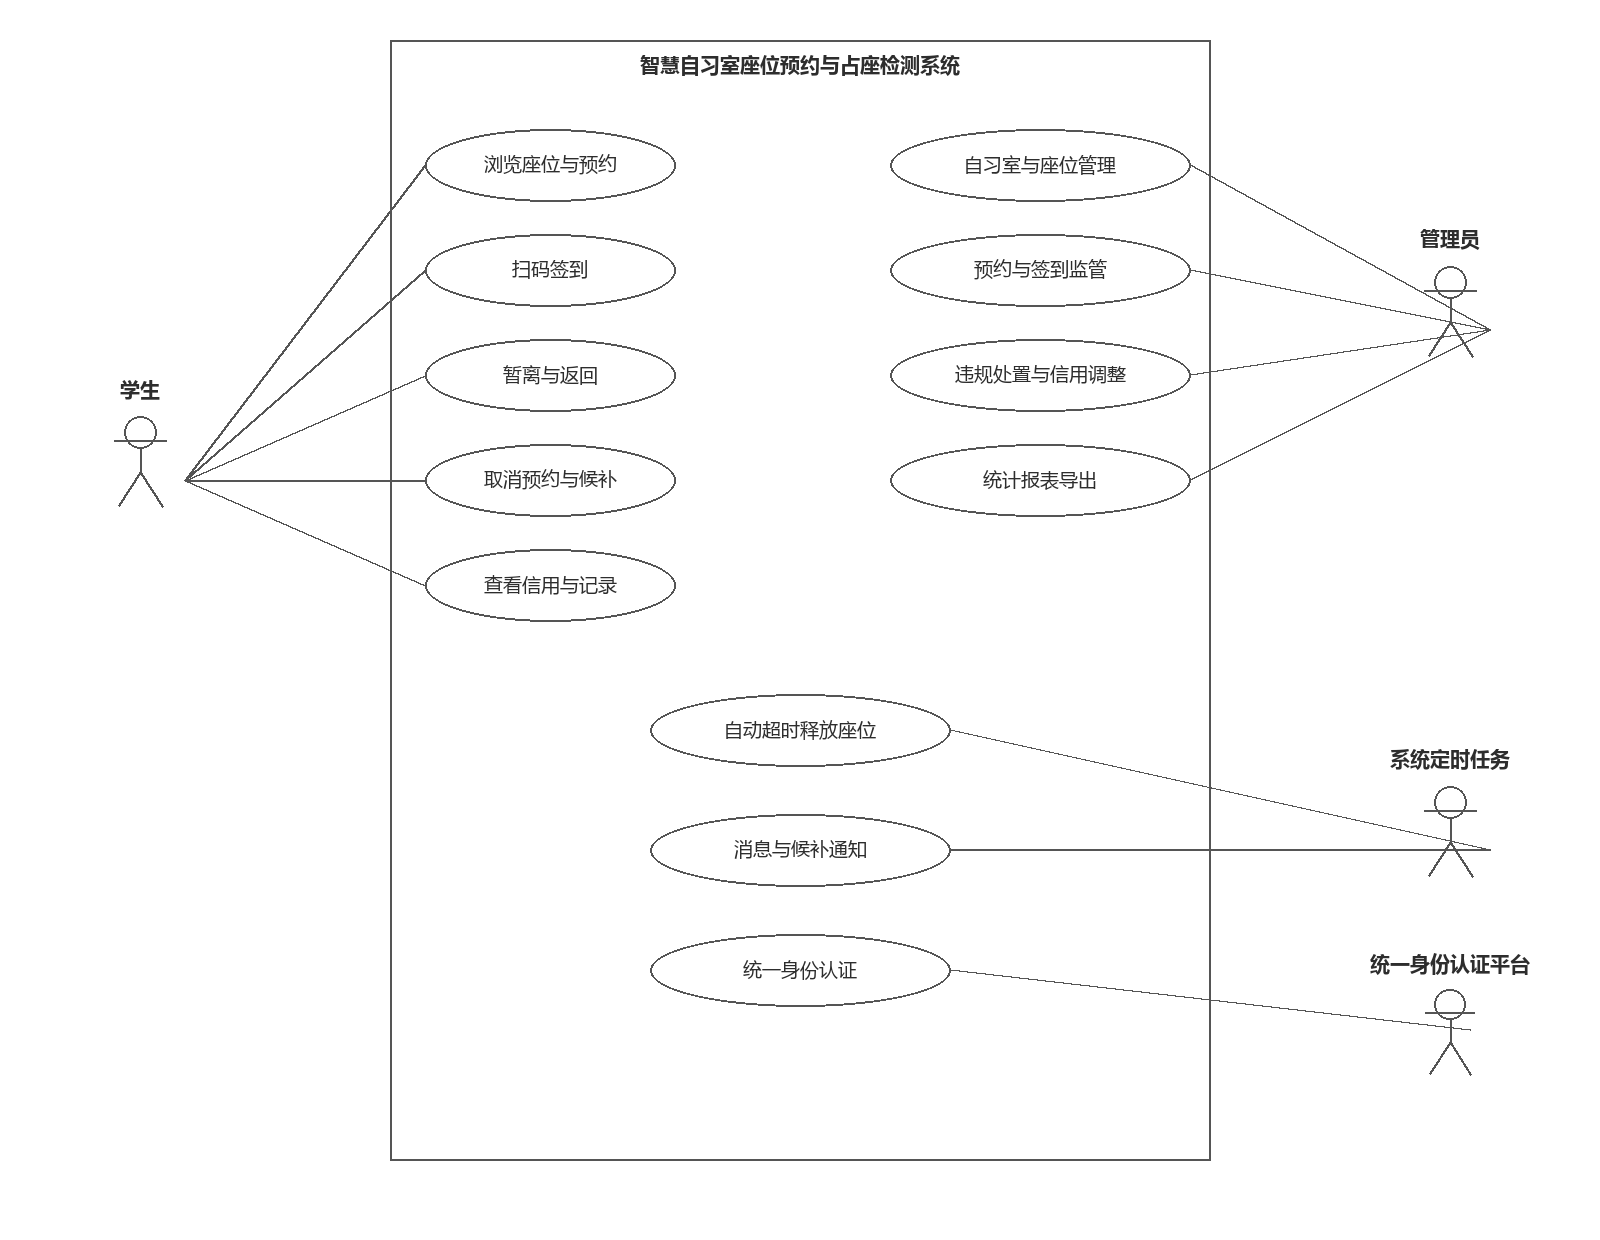 智慧自习室座位预约与占座检测系统
浏览座位与预约
自习室与座位管理
管理员
扫码签到
预约与签到监管
学生
暂离与返回
违规处置与信用调整
取消预约与候补
统计报表导出
查看信用与记录
自动超时释放座位
系统定时任务
消息与候补通知
统一身份认证
统一身份认证平台